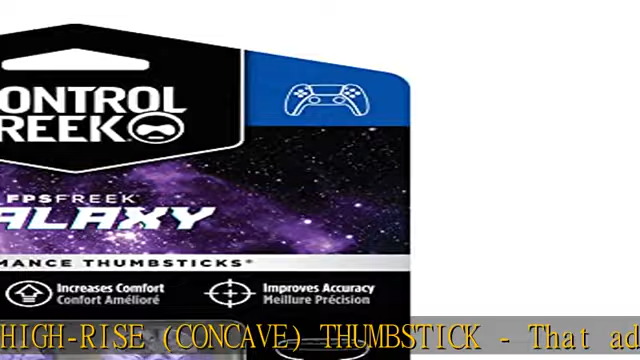 ONTROL
REEK
FPSFREEK
ALAXY
MANCE THUMBSTICKS®
Increases Comfort
Confort Amélioré
Improves Accuracy
Meilleure Précision
HIGH-RISE (CONCAVE) THUMBSTICK - That ad